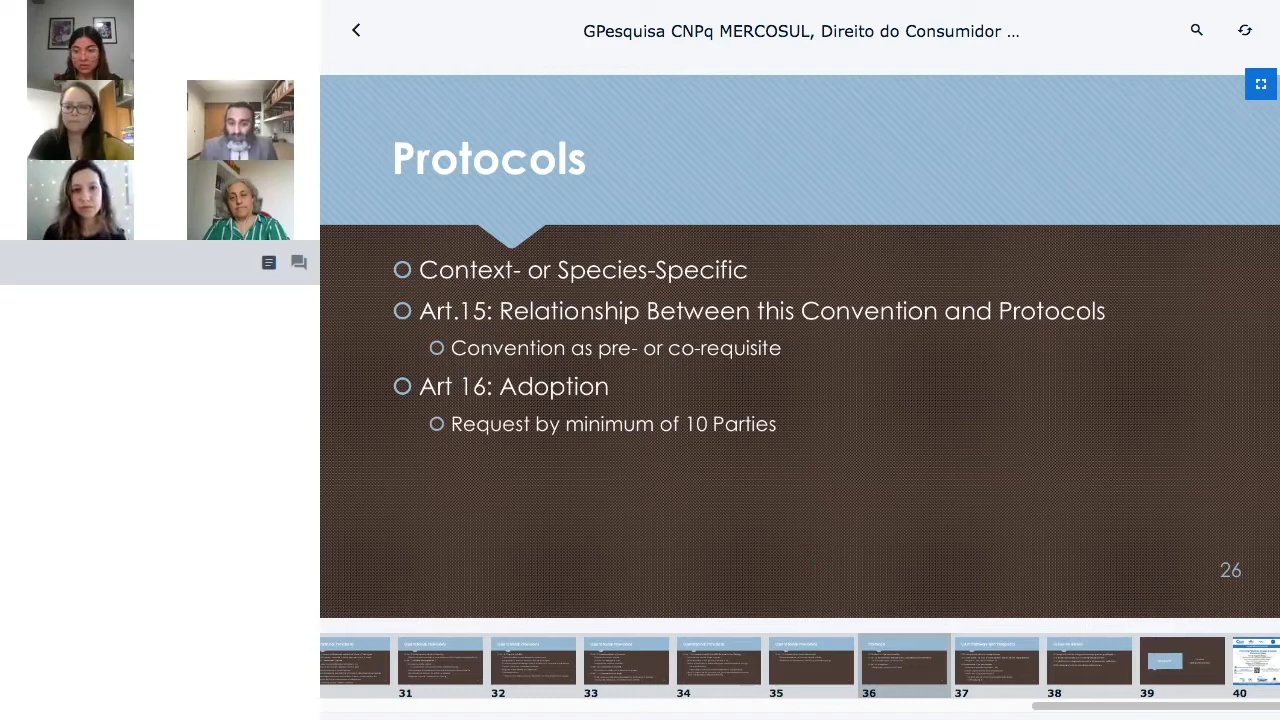 GPesquisa CNPq MERCOSUL, Direito do Consumidor ...
Protocols
Context- or Species-Specific
Art.15: Relationship Between this Convention and Protocols
Convention as pre- or co-requisite
Art 16: Adoption
Request by minimum of 10 Parties
26
31 32 33 34 35 36 37 38 39 40